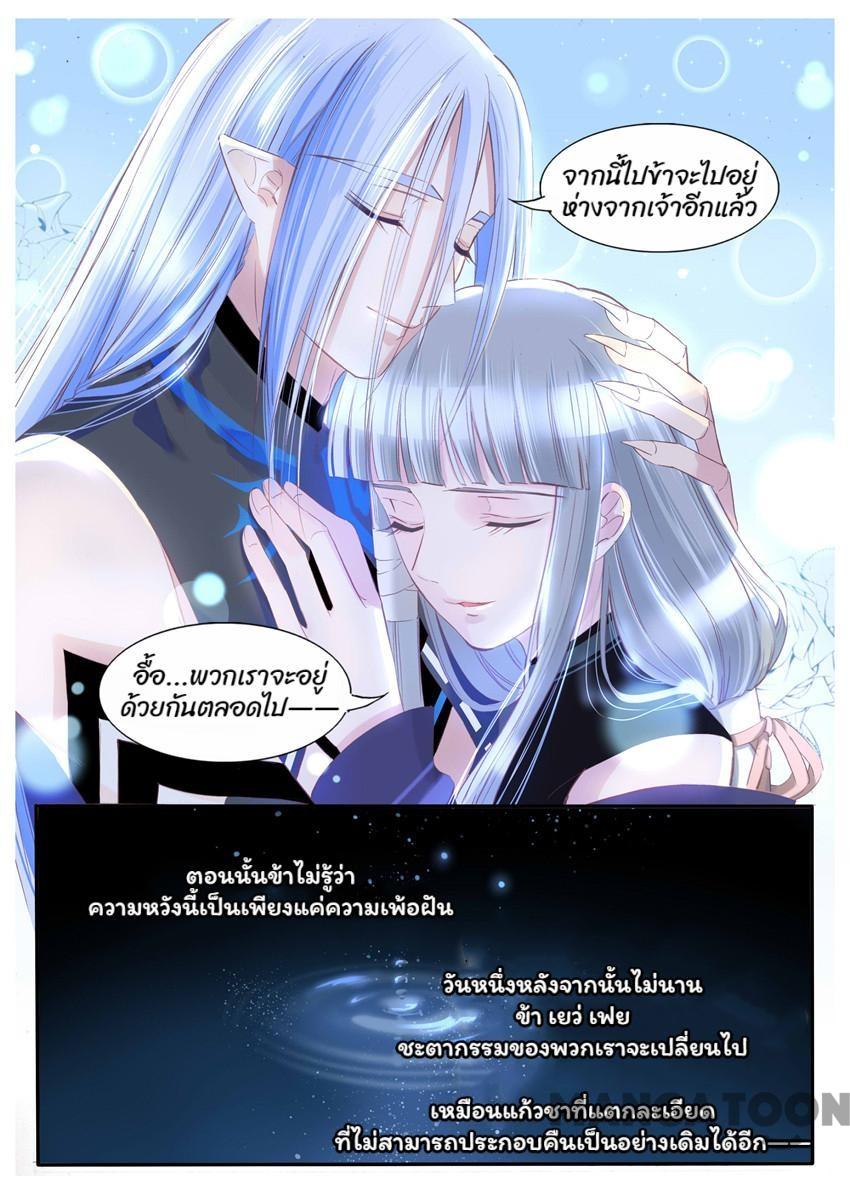 จากนี้ไปข้าจะไปอยู่
ห่างจากเจ้าอีกแล้ว
อื้อ...พวกเราจะอยู่
ด้วยกันตลอดไป——
ตอนนั้นข้าไม่รู้ว่า
ความหวังนี้เป็นเพียงแค่ความเพ้อฝัน
วันหนึ่งหลังจากนั้นไม่นาน
ข้า เยว่ เฟย
ชะตากรรมของพวกเราจะเปลี่ยนไป
เหมือนแก้วชาที่แตกละเอียด
ที่ไม่สามารถประกอบคืนเป็นอย่างเดิมได้อีก——
MANGA TOON